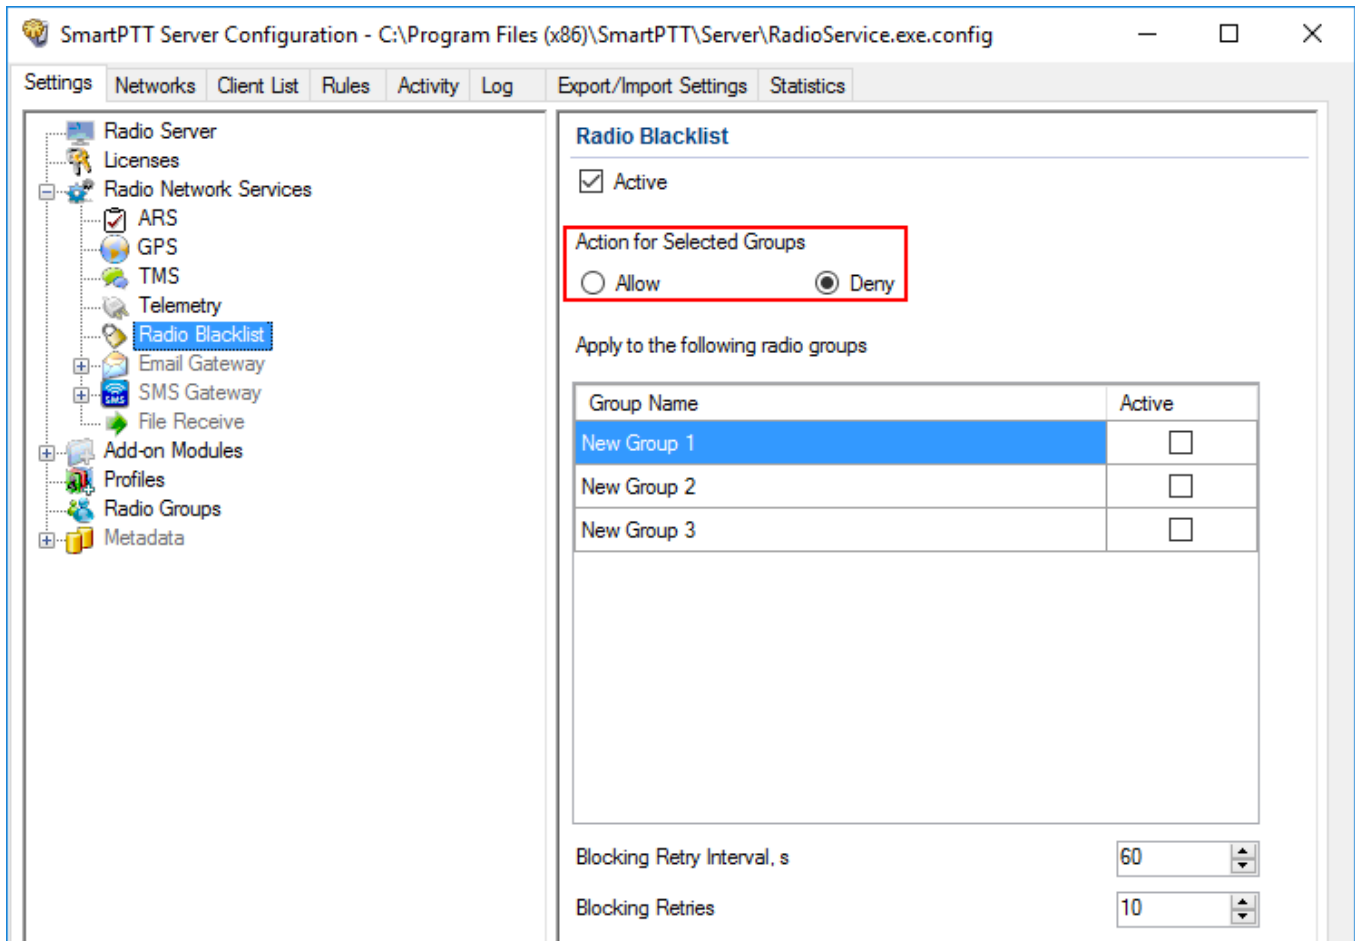 SmartPTT Server Configuration - C:\Program Files (x86)\SmartPTT\Server\RadioService.exe.config
Settings Networks Client List Rules Activity Log Export/Import Settings Statistics
Radio Server
Licenses
Radio Network Services
ARS
GPS
TMS
Telemetry
Radio Blacklist
Email Gateway
SMS
SMS Gateway
File Receive
Add-on Modules
Profiles
Radio Groups
Metadata
Radio Blacklist
Active
Action for Selected Groups
Allow Deny
Apply to the following radio groups
Group Name Active
New Group 1
New Group 2
New Group 3
Blocking Retry Interval, s 60
Blocking Retries 10